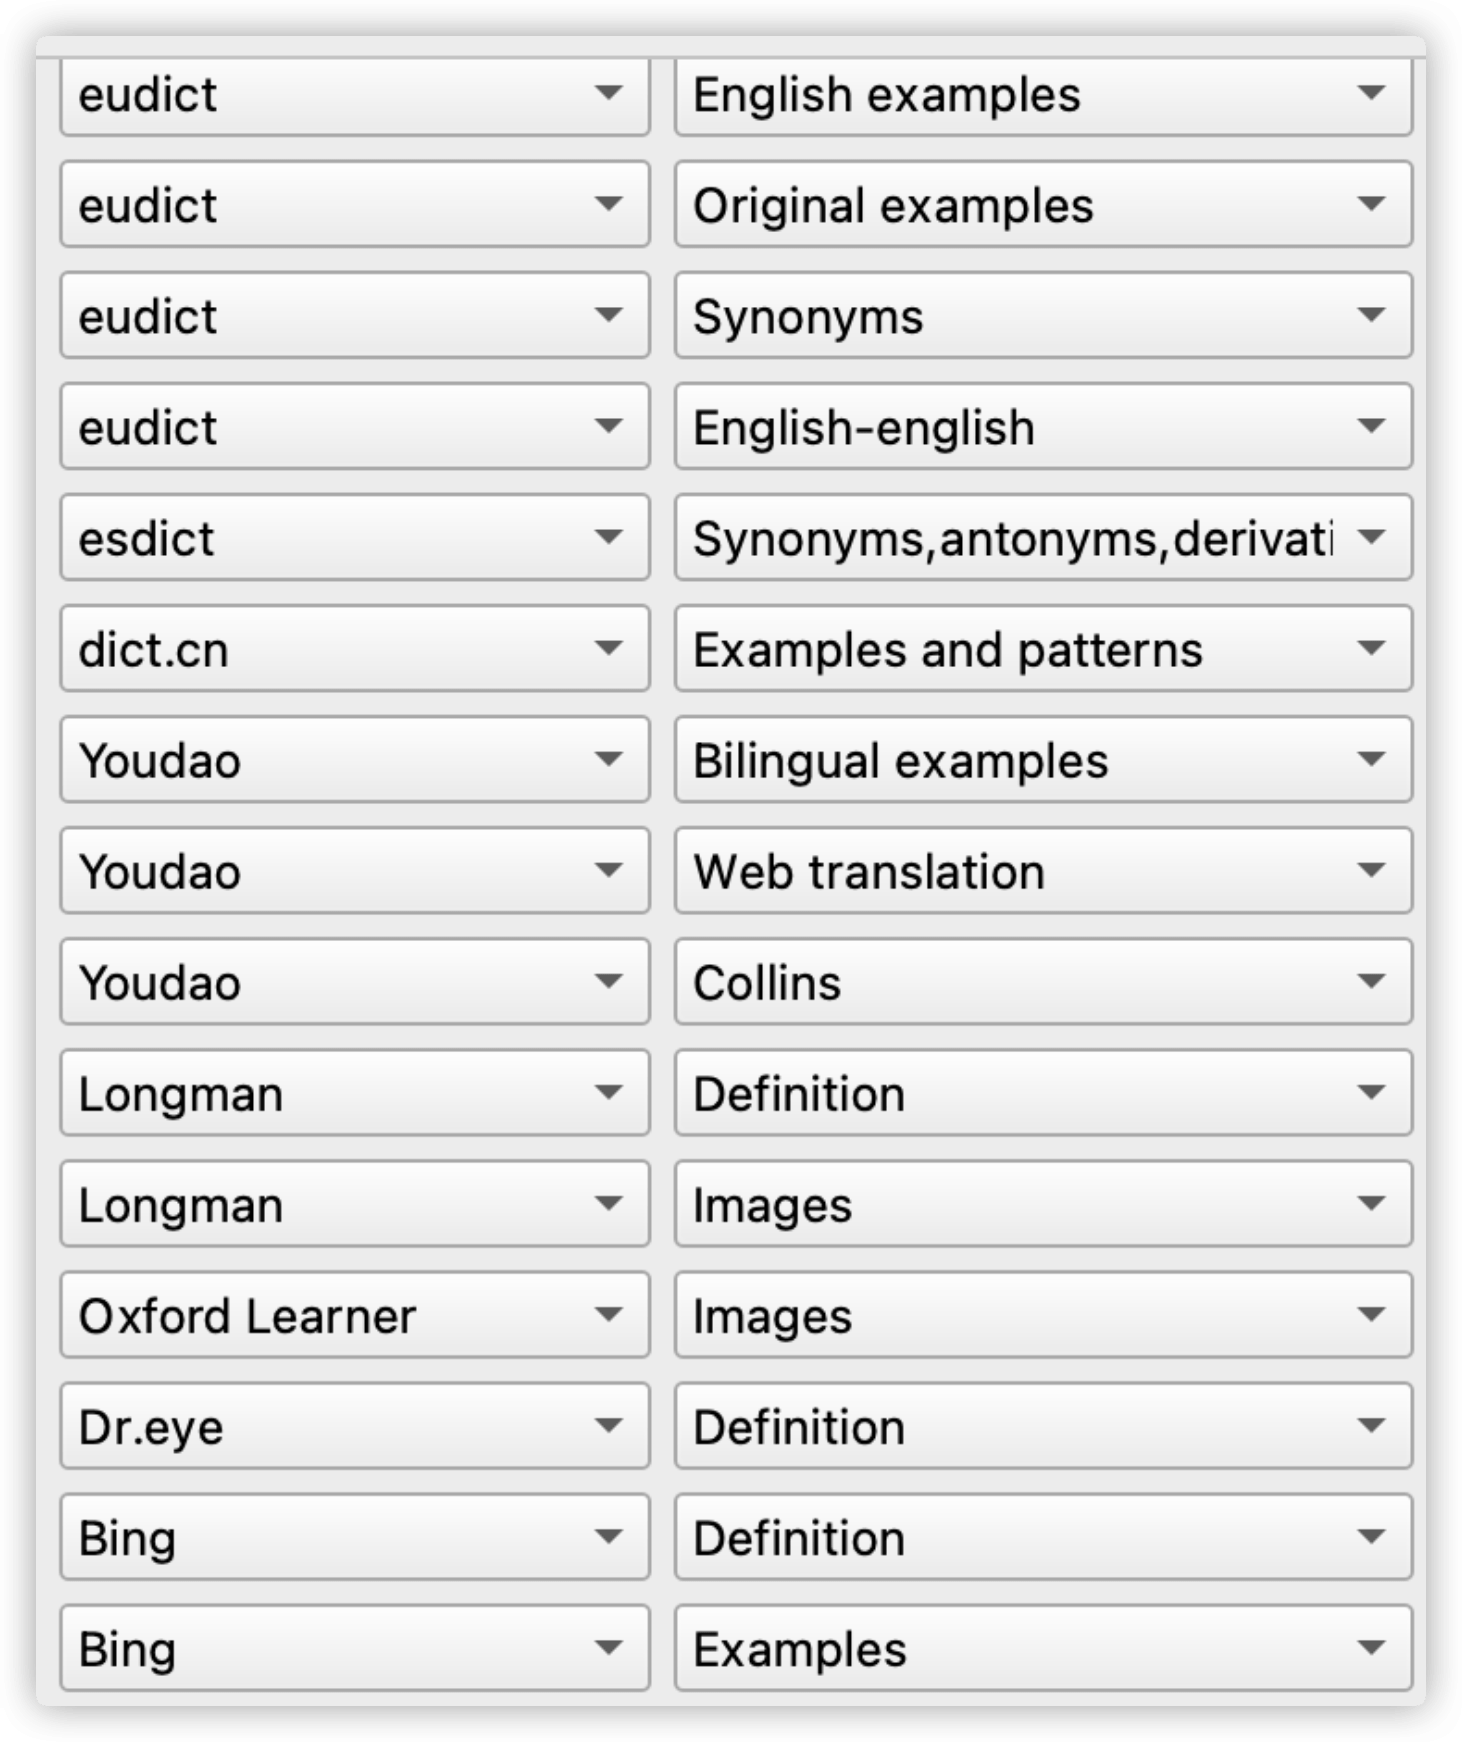 eudict English examples
eudict Original examples
eudict Synonyms
eudict English-english
esdict Synonyms,antonyms,derivati
dict.cn Examples and patterns
Youdao Bilingual examples
Youdao Web translation
Youdao Collins
Longman Definition
Longman Images
Oxford Learner Images
Dr.eye Definition
Bing Definition
Bing Examples